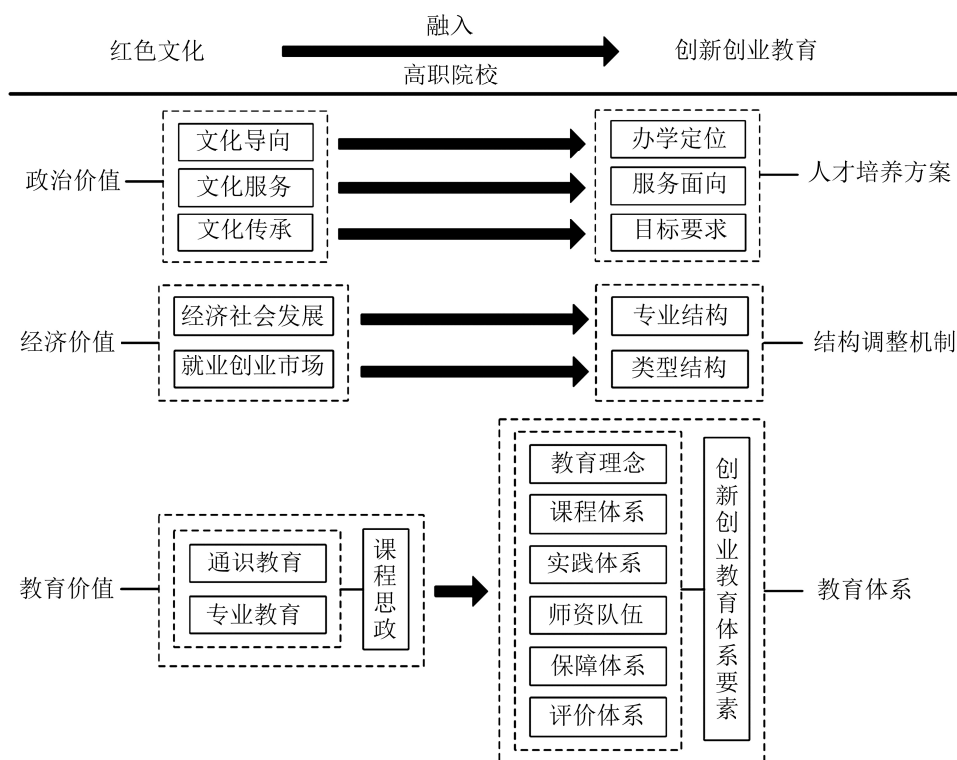 融入
红色文化
创新创业教育
高职院校
政治价值
文化导向
文化服务
文化传承
办学定位
服务面向
目标要求
人才培养方案
经济价值
经济社会发展
就业创业市场
专业结构
类型结构
结构调整机制
教育价值
通识教育
专业教育
课程思政
教育理念
课程体系
实践体系
师资队伍
保障体系
评价体系
创新创业教育体系要素
教育体系